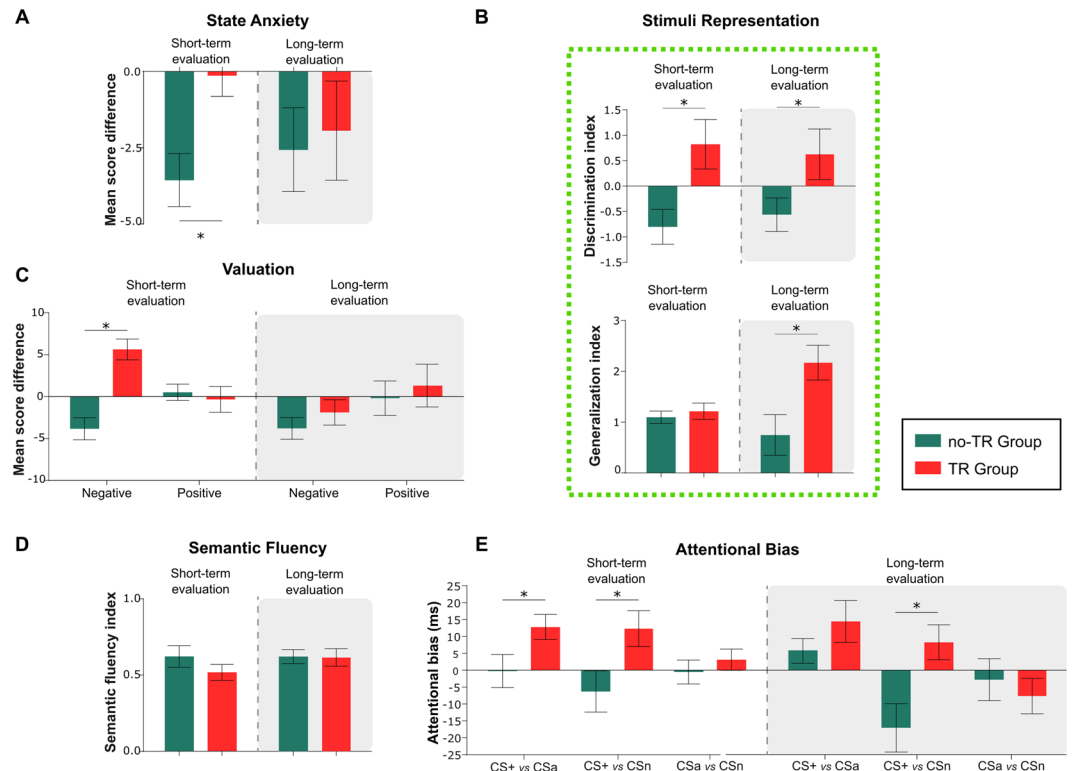 A
State Anxiety
Short-term
evaluation
Long-term
evaluation
Mean score difference
0.0
-2.5
-5.0
*
B
Stimuli Representation
Short-term
evaluation
Long-term
evaluation
*
*
Discrimination index
1.5
1.0
0.5
0.0
-0.5
-1.0
-1.5
Short-term
evaluation
Long-term
evaluation
*
Generalization index
3
2
1
0
no-TR Group
TR Group
C
Valuation
Short-term
evaluation
Long-term
evaluation
*
Mean score difference
10
5
0
-5
-10
Negative
Positive
Negative
Positive
D
Semantic Fluency
Short-term
evaluation
Long-term
evaluation
Semantic fluency index
1.0
0.5
0.0
E
Attentional Bias
Short-term
evaluation
Long-term
evaluation
*
*
*
Attentional bias (ms)
25
20
15
10
5
0
-5
-10
-15
-20
-25
CS+ vs CSa
CS+ vs CSn
CSa vs CSn
CS+ vs CSa
CS+ vs CSn
CSa vs CSn